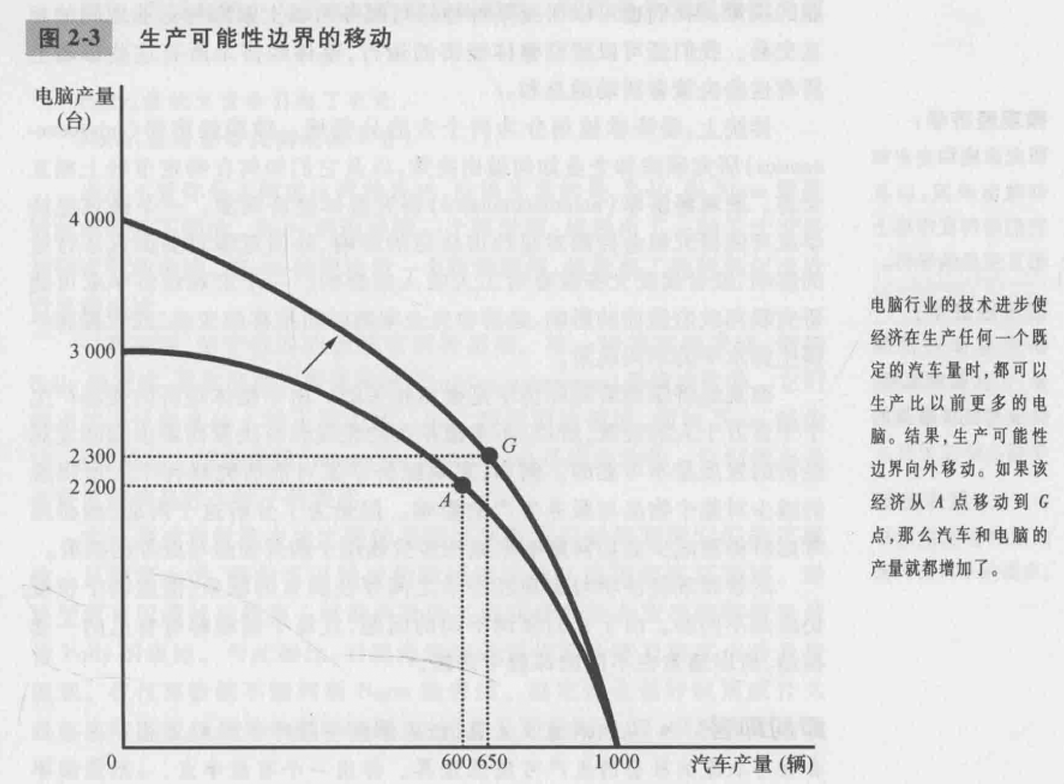 图 2-3 生产可能性边界的移动
电脑产量
(台)
4 000
3 000
2 300
2 200
G
A
0
600
650
1 000
汽车产量 (辆)
电脑行业的技术进步使
经济在生产任何一个既
定的汽车量时,都可以
生产比以前更多的电
脑。结果,生产可能性
边界向外移动。如果该
经济从 A 点移动到 G
点,那么汽车和电脑的
产量就都增加了。